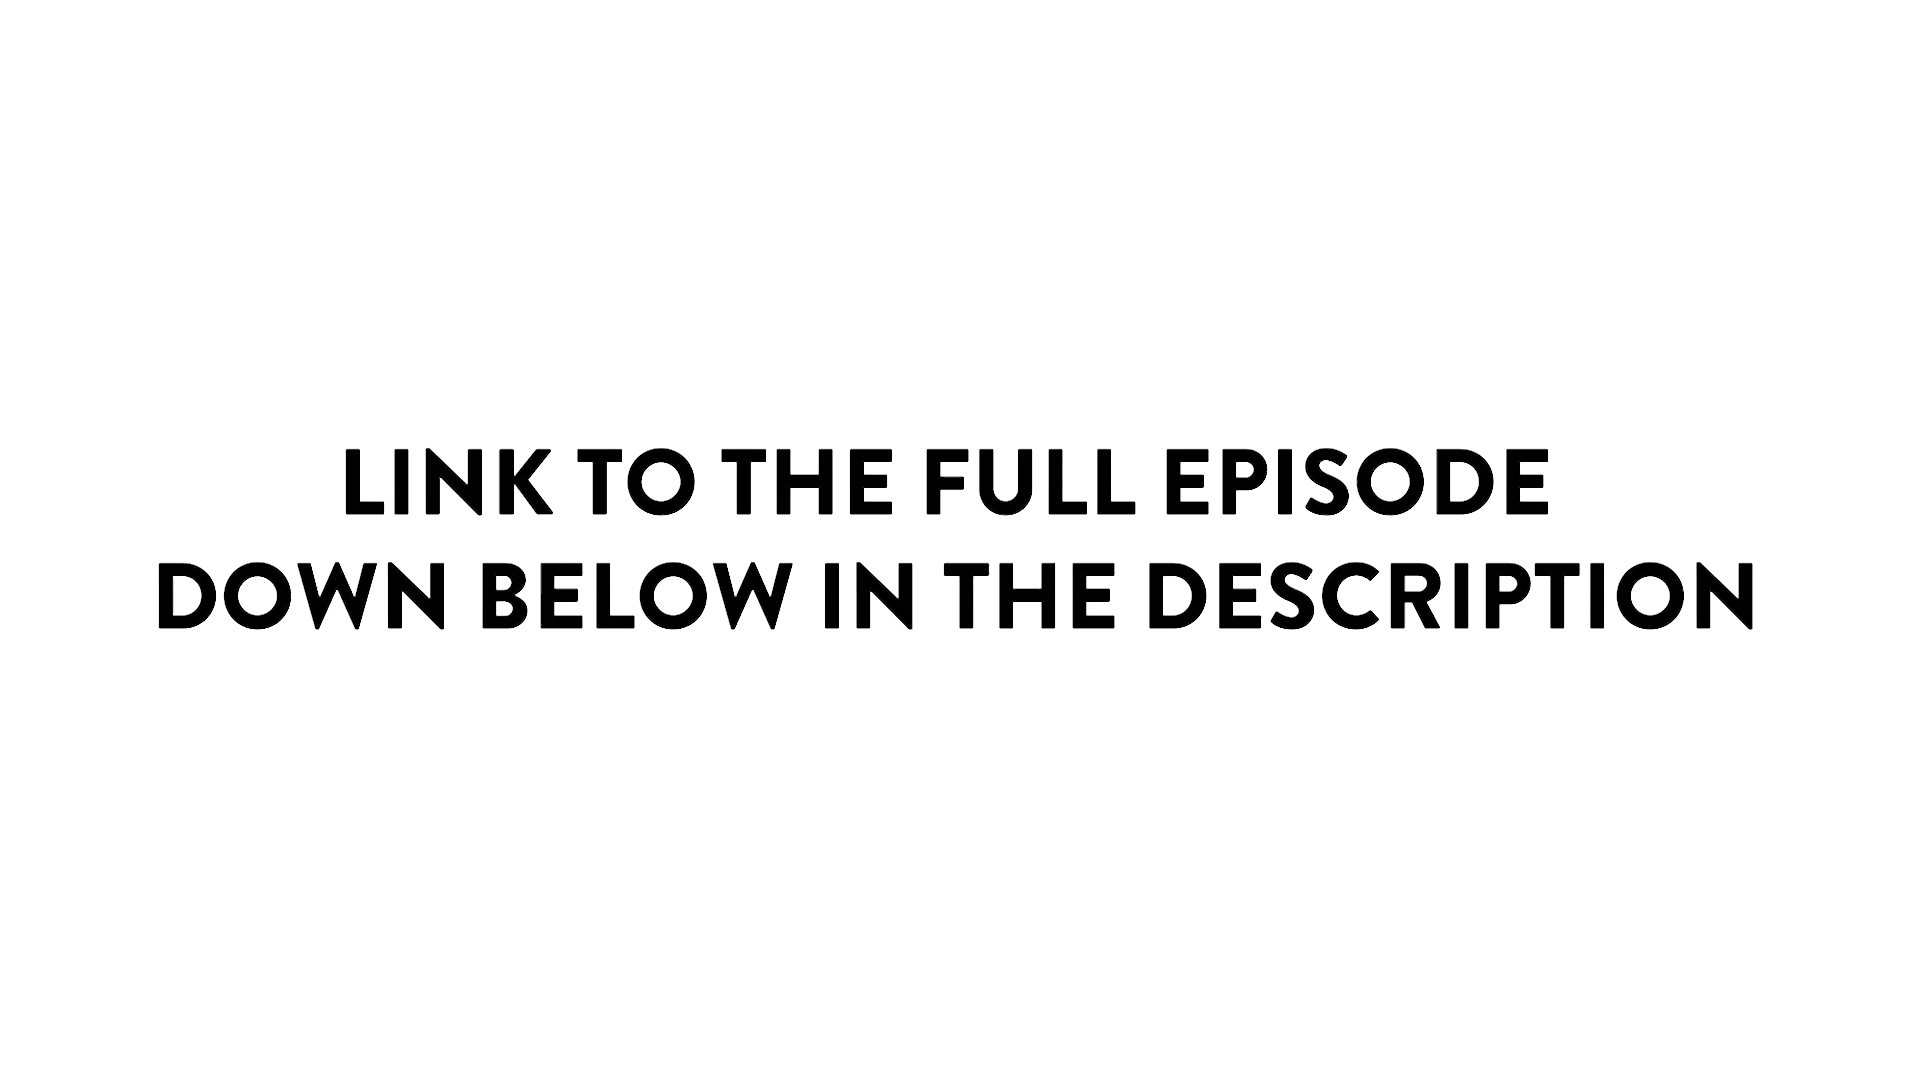 LINK TO THE FULL EPISODE
DOWN BELOW IN THE DESCRIPTION